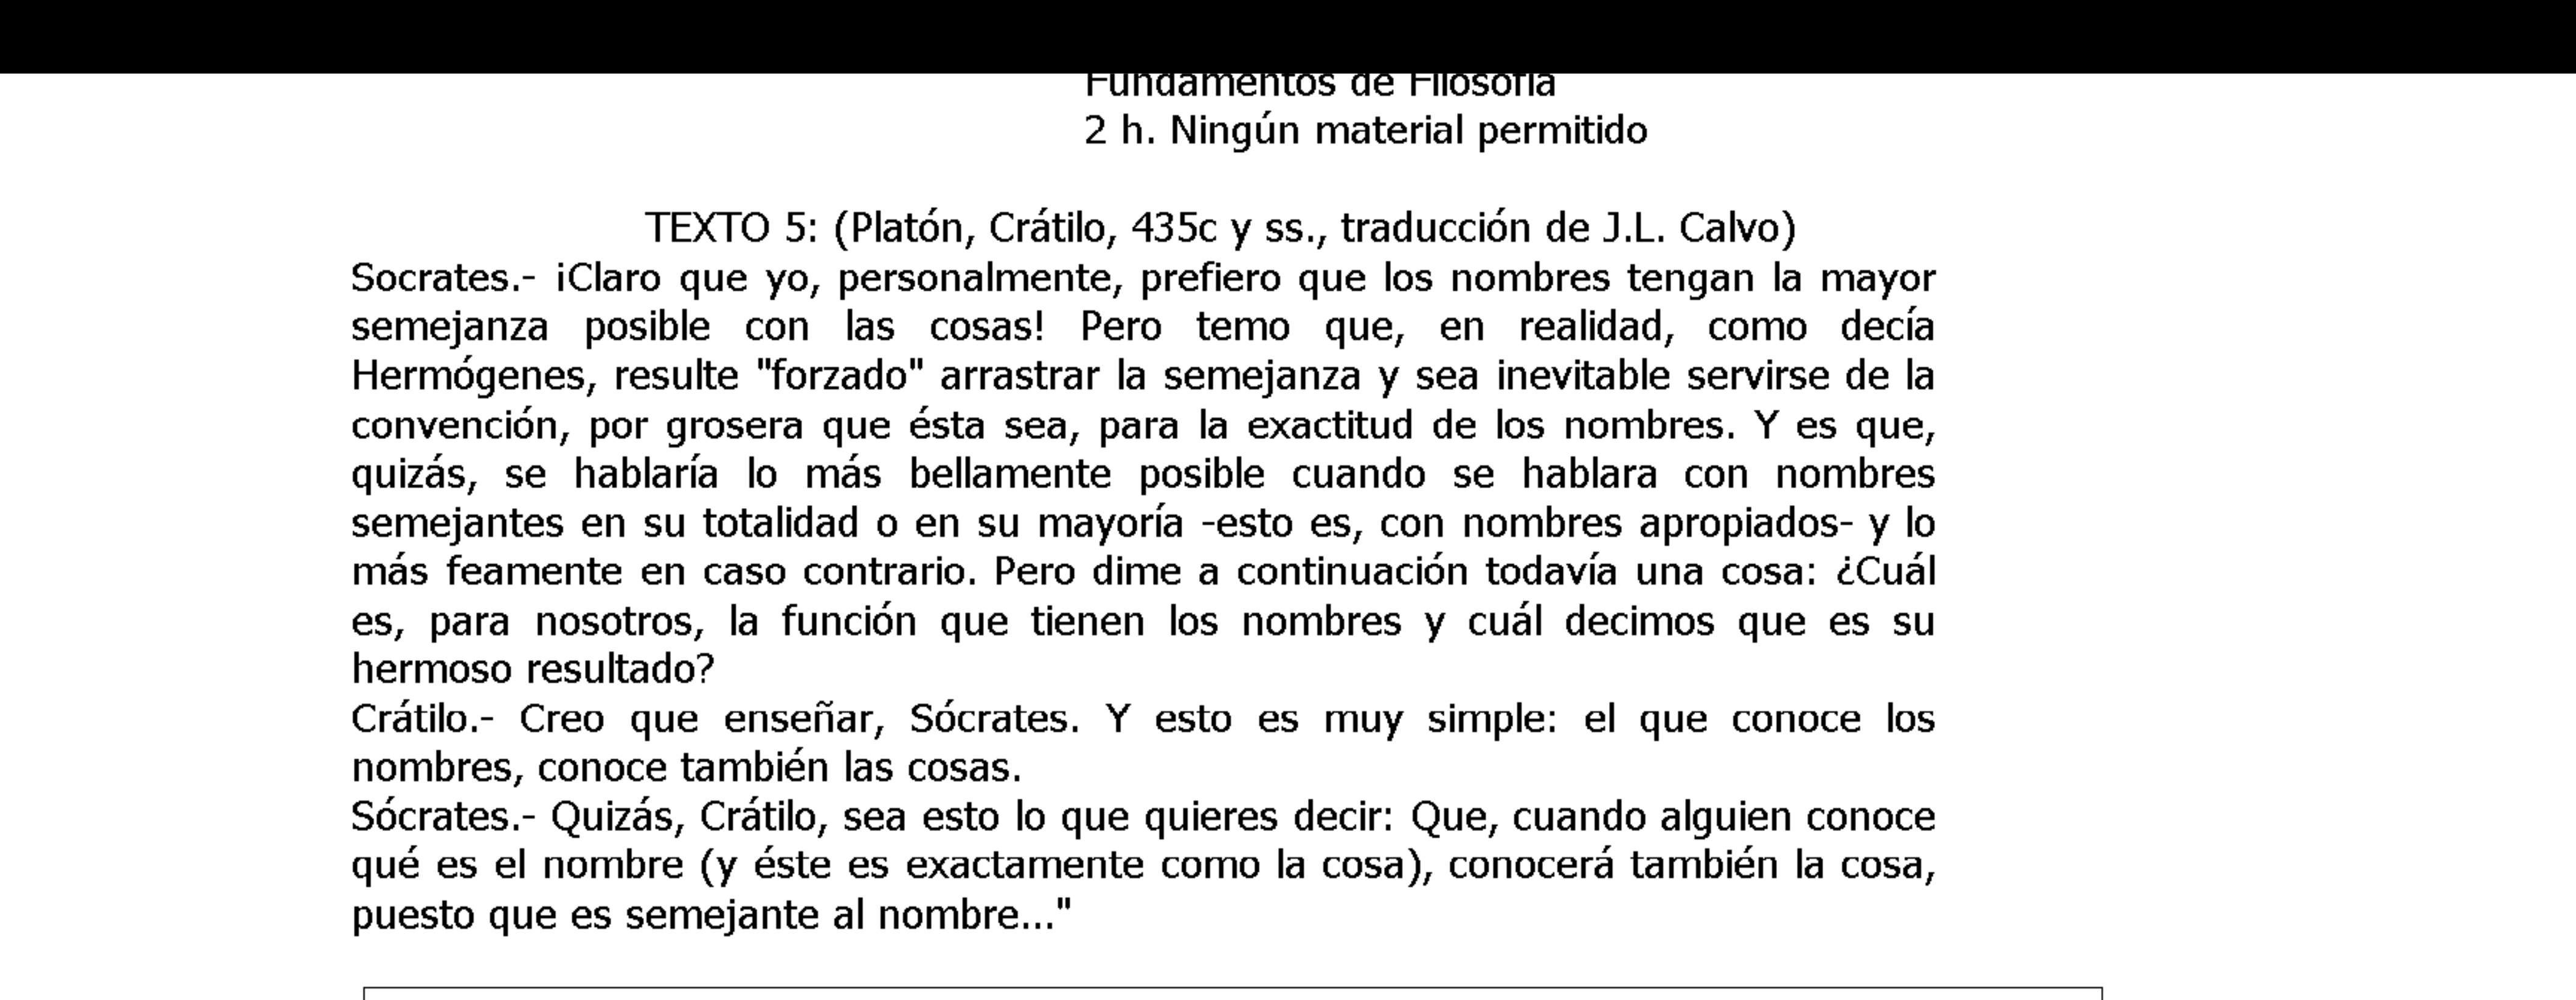 Fundamentos de Filosofía
2 h. Ningún material permitido
TEXTO 5: (Platón, Crátilo, 435c y ss., traducción de J.L. Calvo)
Socrates.- ¡Claro que yo, personalmente, prefiero que los nombres tengan la mayor
semejanza posible con las cosas! Pero temo que, en realidad, como decía
Hermógenes, resulte "forzado" arrastrar la semejanza y sea inevitable servirse de la
convención, por grosera que ésta sea, para la exactitud de los nombres. Y es que,
quizás, se hablaría lo más bellamente posible cuando se hablara con nombres
semejantes en su totalidad o en su mayoría -esto es, con nombres apropiados- y lo
más feamente en caso contrario. Pero dime a continuación todavía una cosa: ¿Cuál
es, para nosotros, la función que tienen los nombres y cuál decimos que es su
hermoso resultado?
Crátilo.- Creo que enseñar, Sócrates. Y esto es muy simple: el que conoce los
nombres, conoce también las cosas.
Sócrates.- Quizás, Crátilo, sea esto lo que quieres decir: Que, cuando alguien conoce
qué es el nombre (y éste es exactamente como la cosa), conocerá también la cosa,
puesto que es semejante al nombre..."